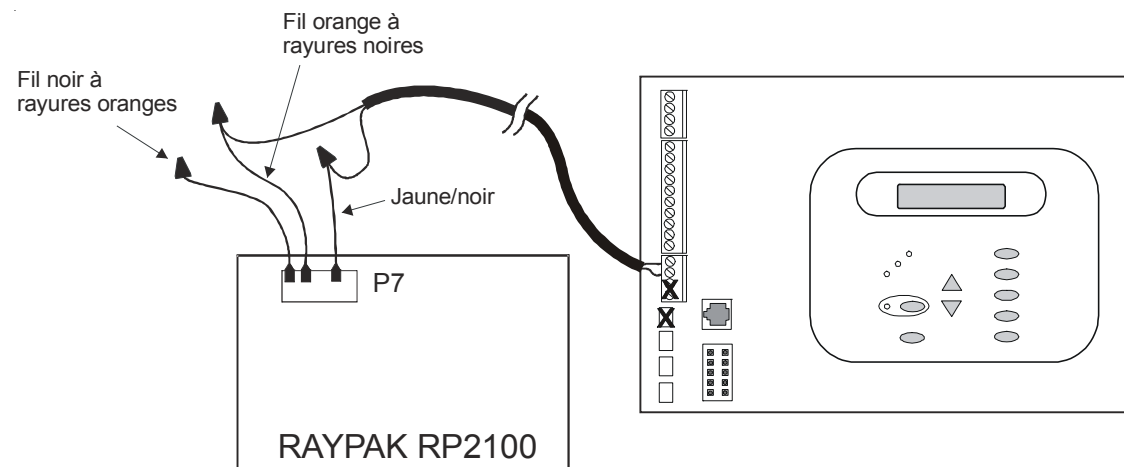 Fil orange à
rayures noires
Fil noir à
rayures oranges
Jaune/noir
P7
RAYPAK RP2100